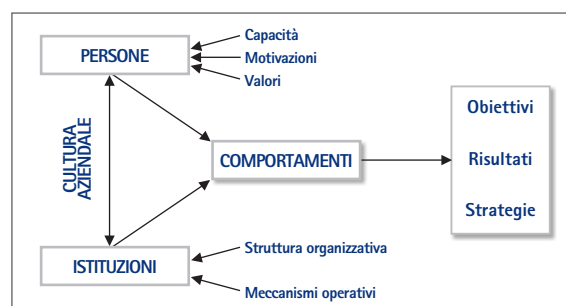 Capacità
PERSONE
Motivazioni
Valori
CULTURA
AZIENDALE
COMPORTAMENTI
Obiettivi
Risultati
Strategie
Struttura organizzativa
ISTITUZIONI
Meccanismi operativi